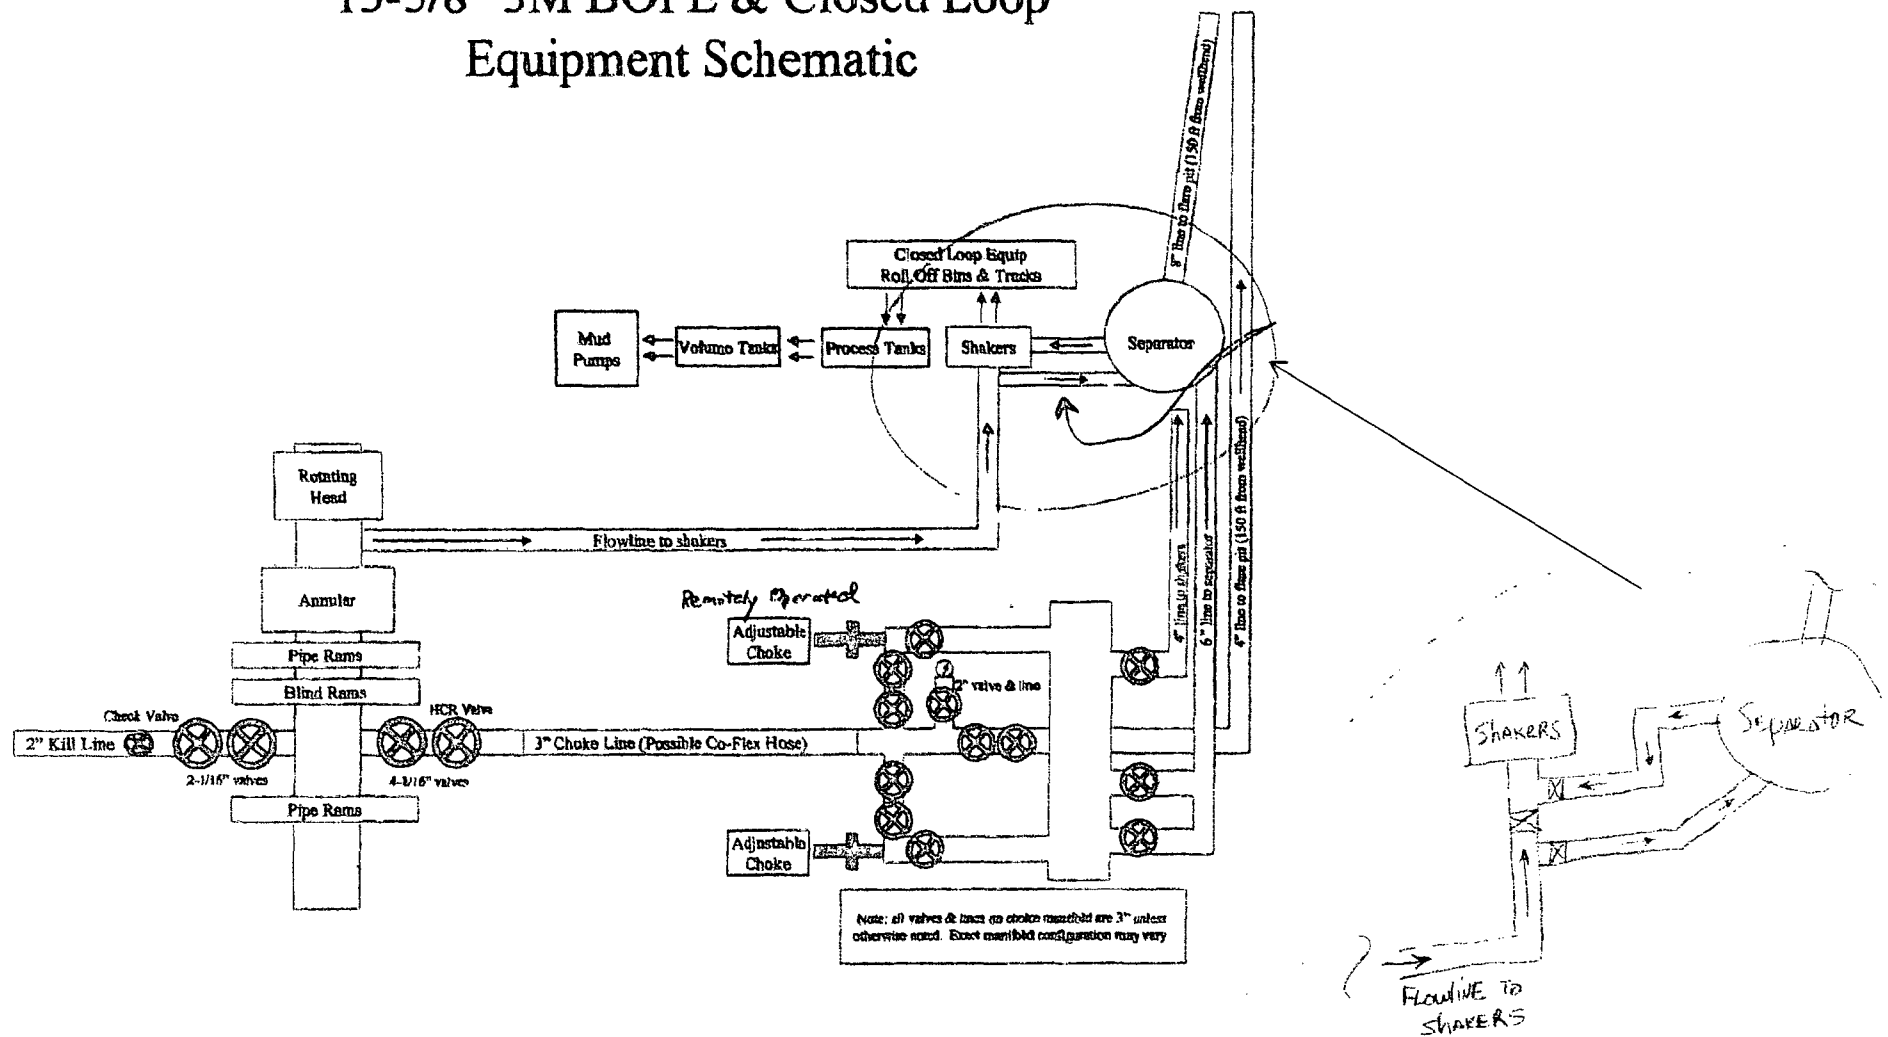 13-5/8" 3M BOPE & Closed Loop
Equipment Schematic
8" line to flare pit (150 ft from wellhead)
Closed Loop Equip
Roll Off Bins & Trucks
Mud
Pumps
Volume Tanks
Process Tanks
Shakers
Separator
Rotating
Head
Flowline to shakers
4" line to shakers
6" line to separator
4" line to flare pit (150 ft from wellhead)
Annular
Remotely Operated
Adjustable
Choke
Pipe Rams
Blind Rams
2" valve & line
Check Valve
HCR Valve
2" Kill Line
3" Choke Line (Possible Co-Flex Hose)
2-1/16" valves
4-1/16" valves
Pipe Rams
Adjustable
Choke
Note: all valves & lines on choke manifold are 3" unless
otherwise noted. Exact manifold configuration may vary
SHAKERS
Separator
FLOWLINE TO
SHAKERS